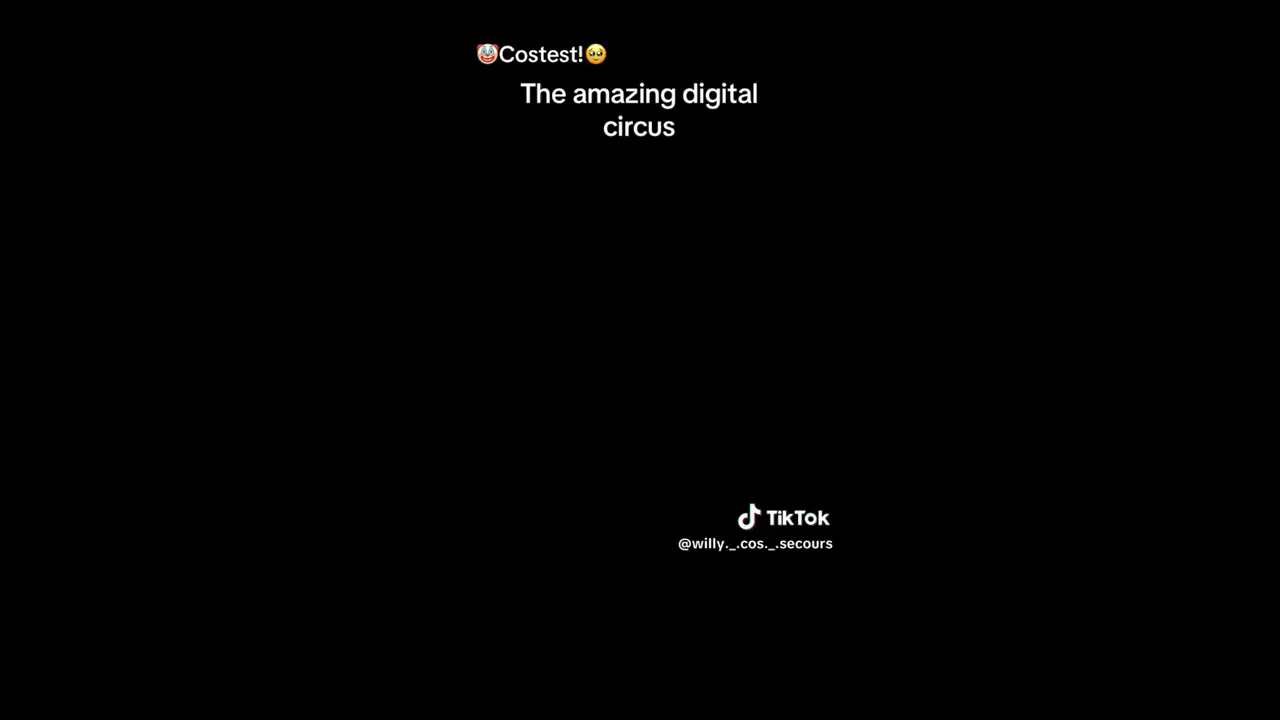 🤡Costest!🥹
The amazing digital
circus
TikTok
@willy._.cos._.secours